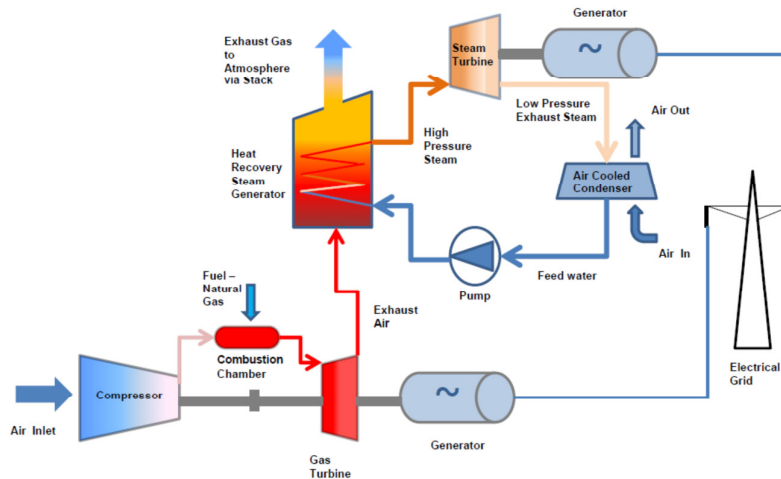 Generator
~
Exhaust Gas
to
Atmosphere
via Stack
Steam
Turbine
Low Pressure
Exhaust Steam
Air Out
High
Pressure
Steam
Heat
Recovery
Steam
Generator
Air Cooled
Condenser
Air In
Feed water
Pump
Fuel –
Natural
Gas
Exhaust
Air
Combustion
Chamber
Compressor
~
Electrical
Grid
Air Inlet
Generator
Gas
Turbine